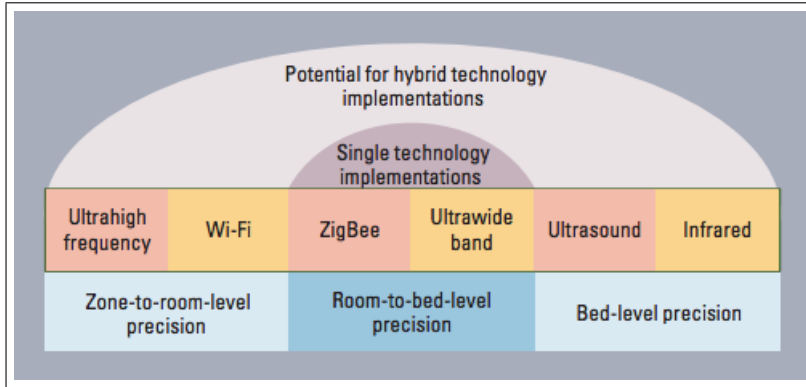 Potential for hybrid technology
implementations
Single technology
implementations
Ultrahigh
frequency
Wi-Fi
ZigBee
Ultrawide
band
Ultrasound
Infrared
Zone-to-room-level
precision
Room-to-bed-level
precision
Bed-level precision